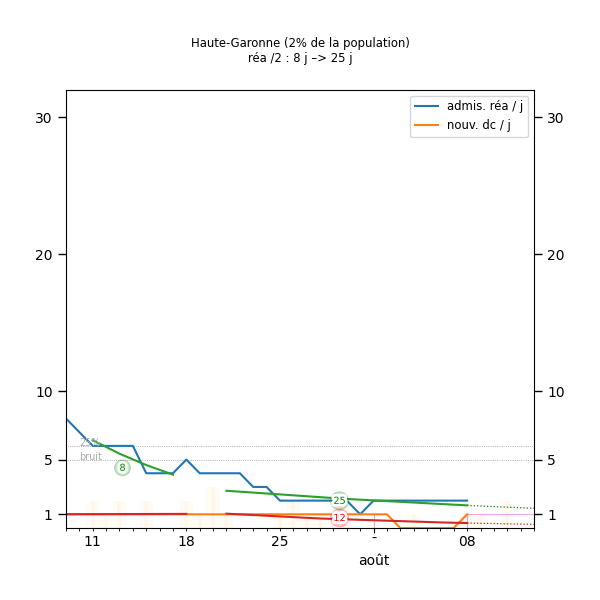 Haute-Garonne (2% de la population)
réa /2 : 8 j –> 25 j
admis. réa / j
nouv. dc / j
30 30
20 20
10 10
25%
bruit
5 5
8
25
12
1 1
11 18 25 - 08
août